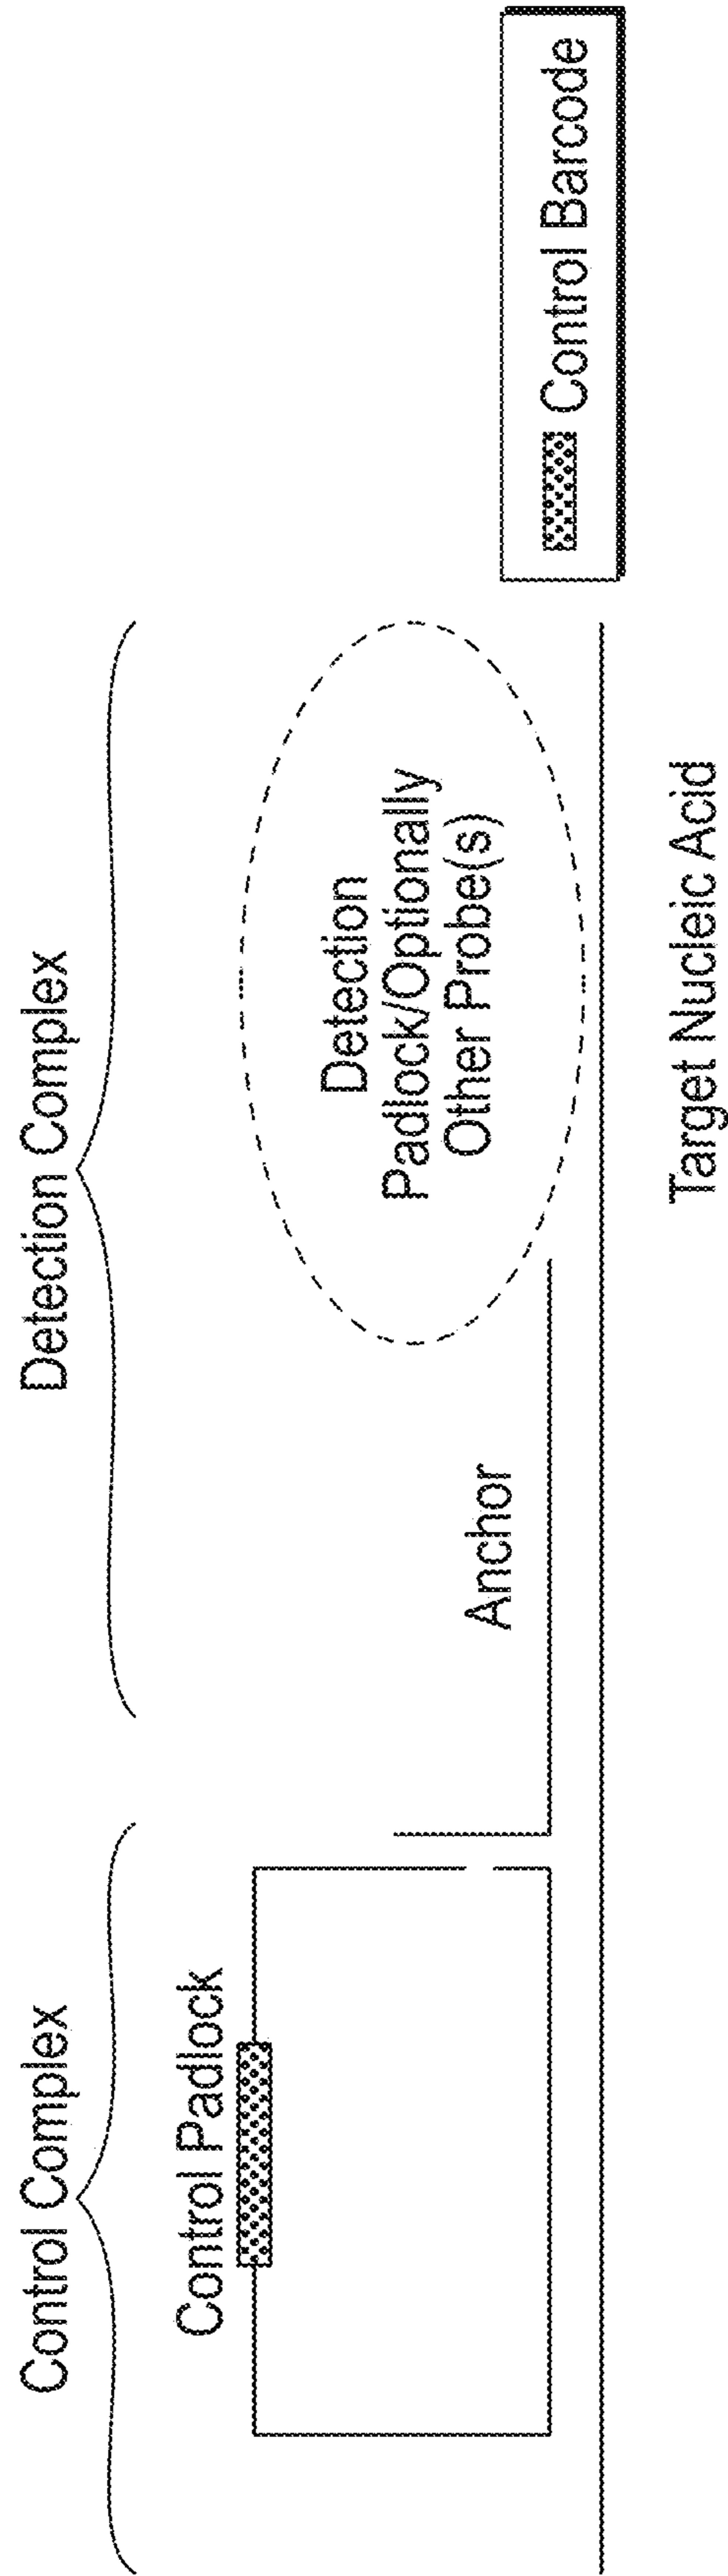 Control Complex
Detection Complex
Control Padlock
Detection
Padlock/Optionally
Other Probe(s)
Anchor
Control Barcode
Target Nucleic Acid